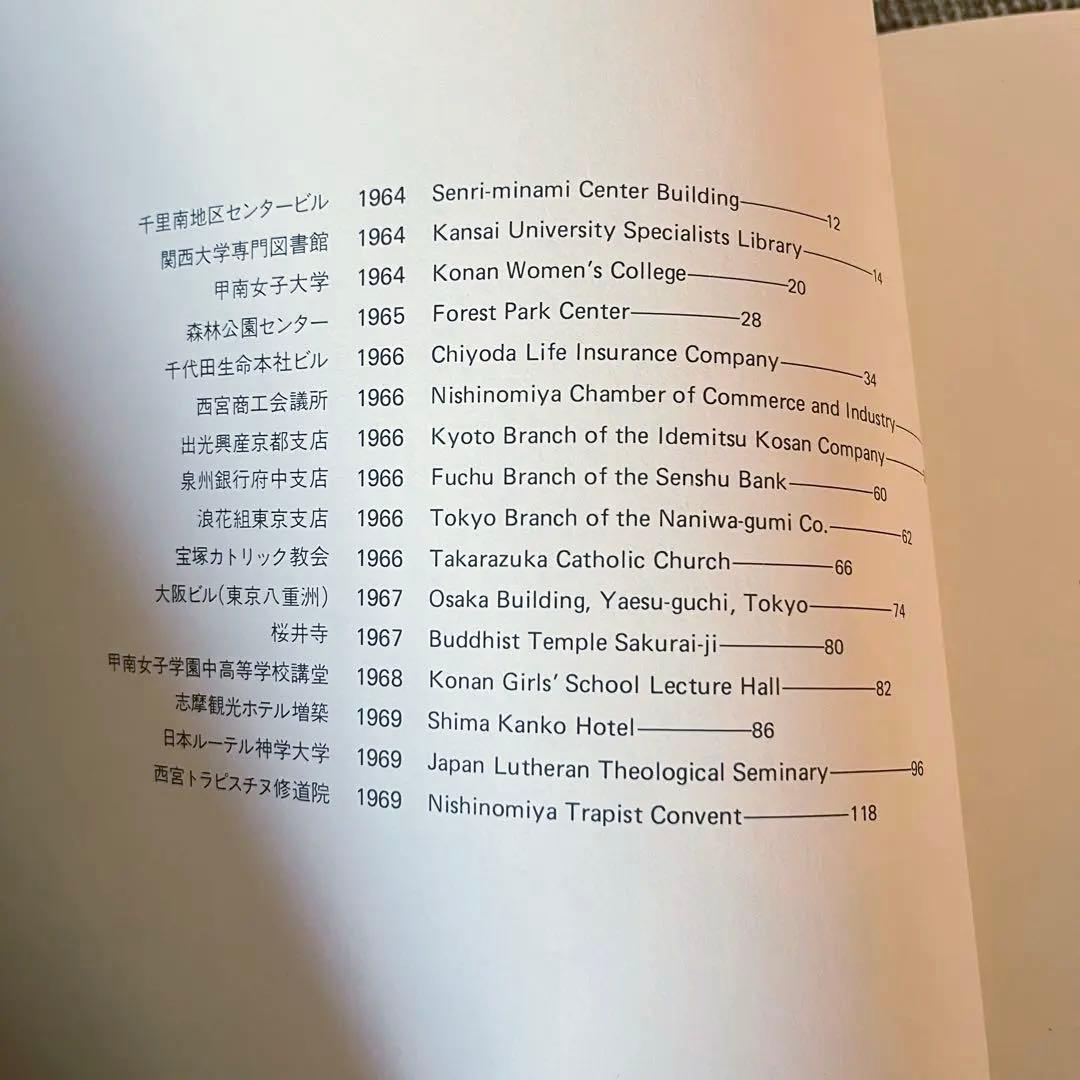 千里南地区センタービル 1964 Senri-minami Center Building 12
関西大学専門図書館 1964 Kansai University Specialists Library 14
甲南女子大学 1964 Konan Women's College 20
森林公園センター 1965 Forest Park Center 28
千代田生命本社ビル 1966 Chiyoda Life Insurance Company 34
西宮商工会議所 1966 Nishinomiya Chamber of Commerce and Industry
出光興産京都支店 1966 Kyoto Branch of the Idemitsu Kosan Company
泉州銀行府中支店 1966 Fuchu Branch of the Senshu Bank 60
浪花組東京支店 1966 Tokyo Branch of the Naniwa-gumi Co. 62
宝塚カトリック教会 1966 Takarazuka Catholic Church 66
大阪ビル(東京八重洲) 1967 Osaka Building, Yaesu-guchi, Tokyo 74
桜井寺 1967 Buddhist Temple Sakurai-ji 80
甲南女子学園中高等学校講堂 1968 Konan Girls' School Lecture Hall 82
志摩観光ホテル増築 1969 Shima Kanko Hotel 86
日本ルーテル神学大学 1969 Japan Lutheran Theological Seminary 96
西宮トラピスチヌ修道院 1969 Nishinomiya Trapist Convent 118